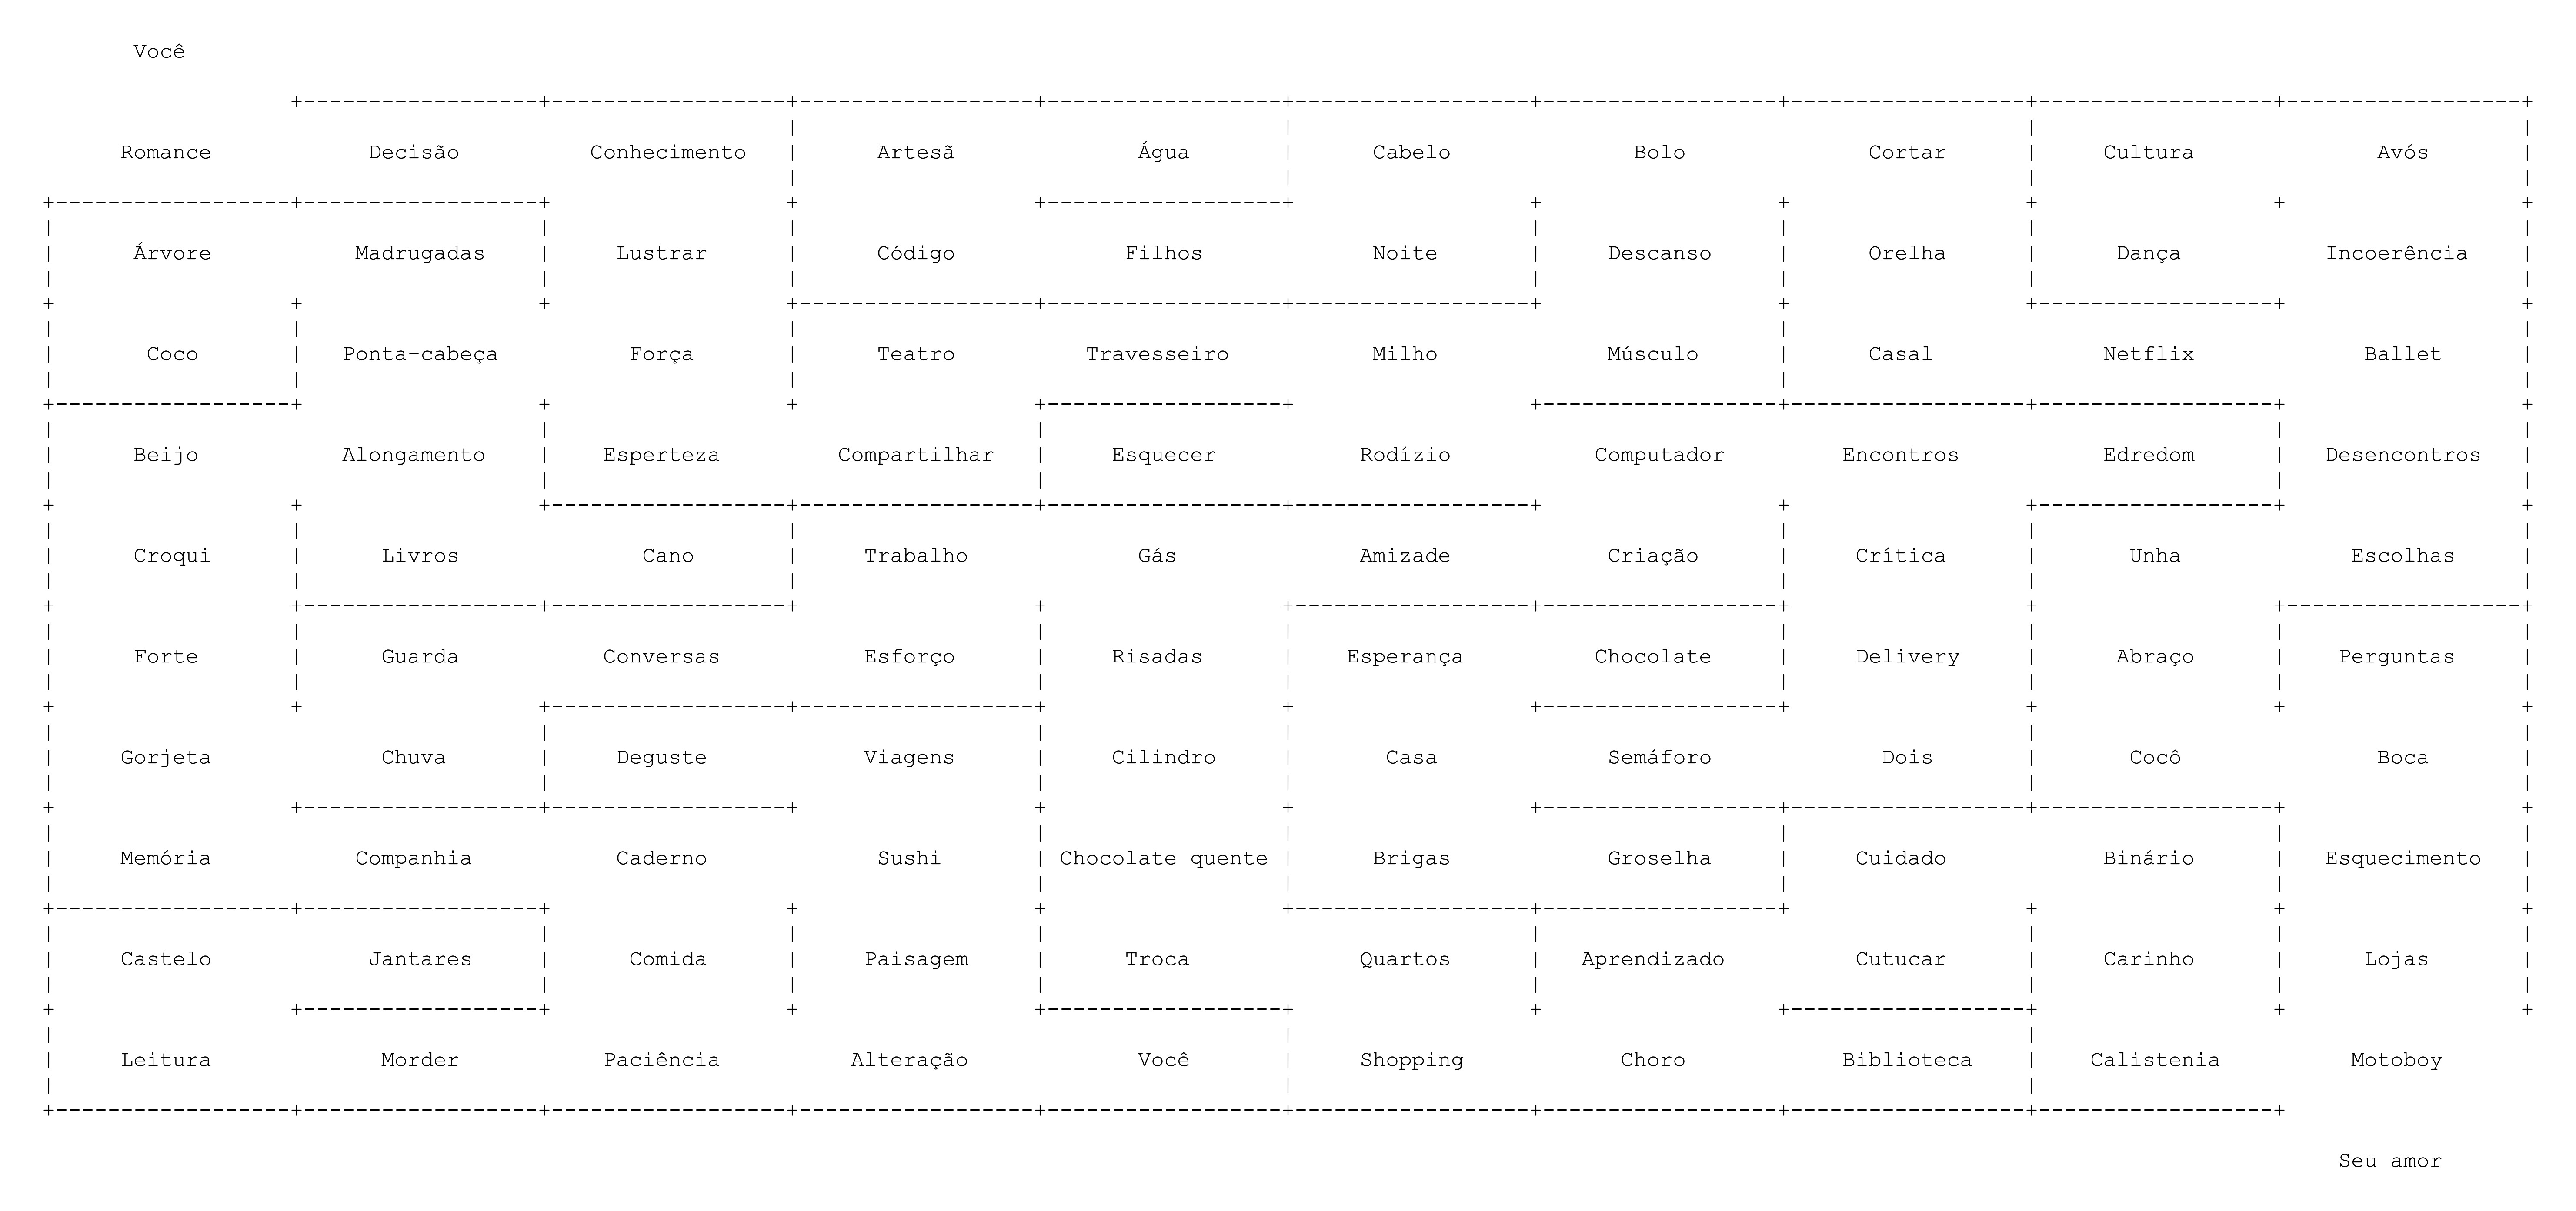 Você
Romance Decisão Conhecimento Artesã Água Cabelo Bolo Cortar Cultura Avós
Árvore Madrugadas Lustrar Código Filhos Noite Descanso Orelha Dança Incoerência
Coco Ponta-cabeça Força Teatro Travesseiro Milho Músculo Casal Netflix Ballet
Beijo Alongamento Esperteza Compartilhar Esquecer Rodízio Computador Encontros Edredom Desencontros
Croqui Livros Cano Trabalho Gás Amizade Criação Crítica Unha Escolhas
Forte Guarda Conversas Esforço Risadas Esperança Chocolate Delivery Abraço Perguntas
Gorjeta Chuva Deguste Viagens Cilindro Casa Semáforo Dois Cocô Boca
Memória Companhia Caderno Sushi Chocolate quente Brigas Groselha Cuidado Binário Esquecimento
Castelo Jantares Comida Paisagem Troca Quartos Aprendizado Cutucar Carinho Lojas
Leitura Morder Paciência Alteração Você Shopping Choro Biblioteca Calistenia Motoboy
Seu amor